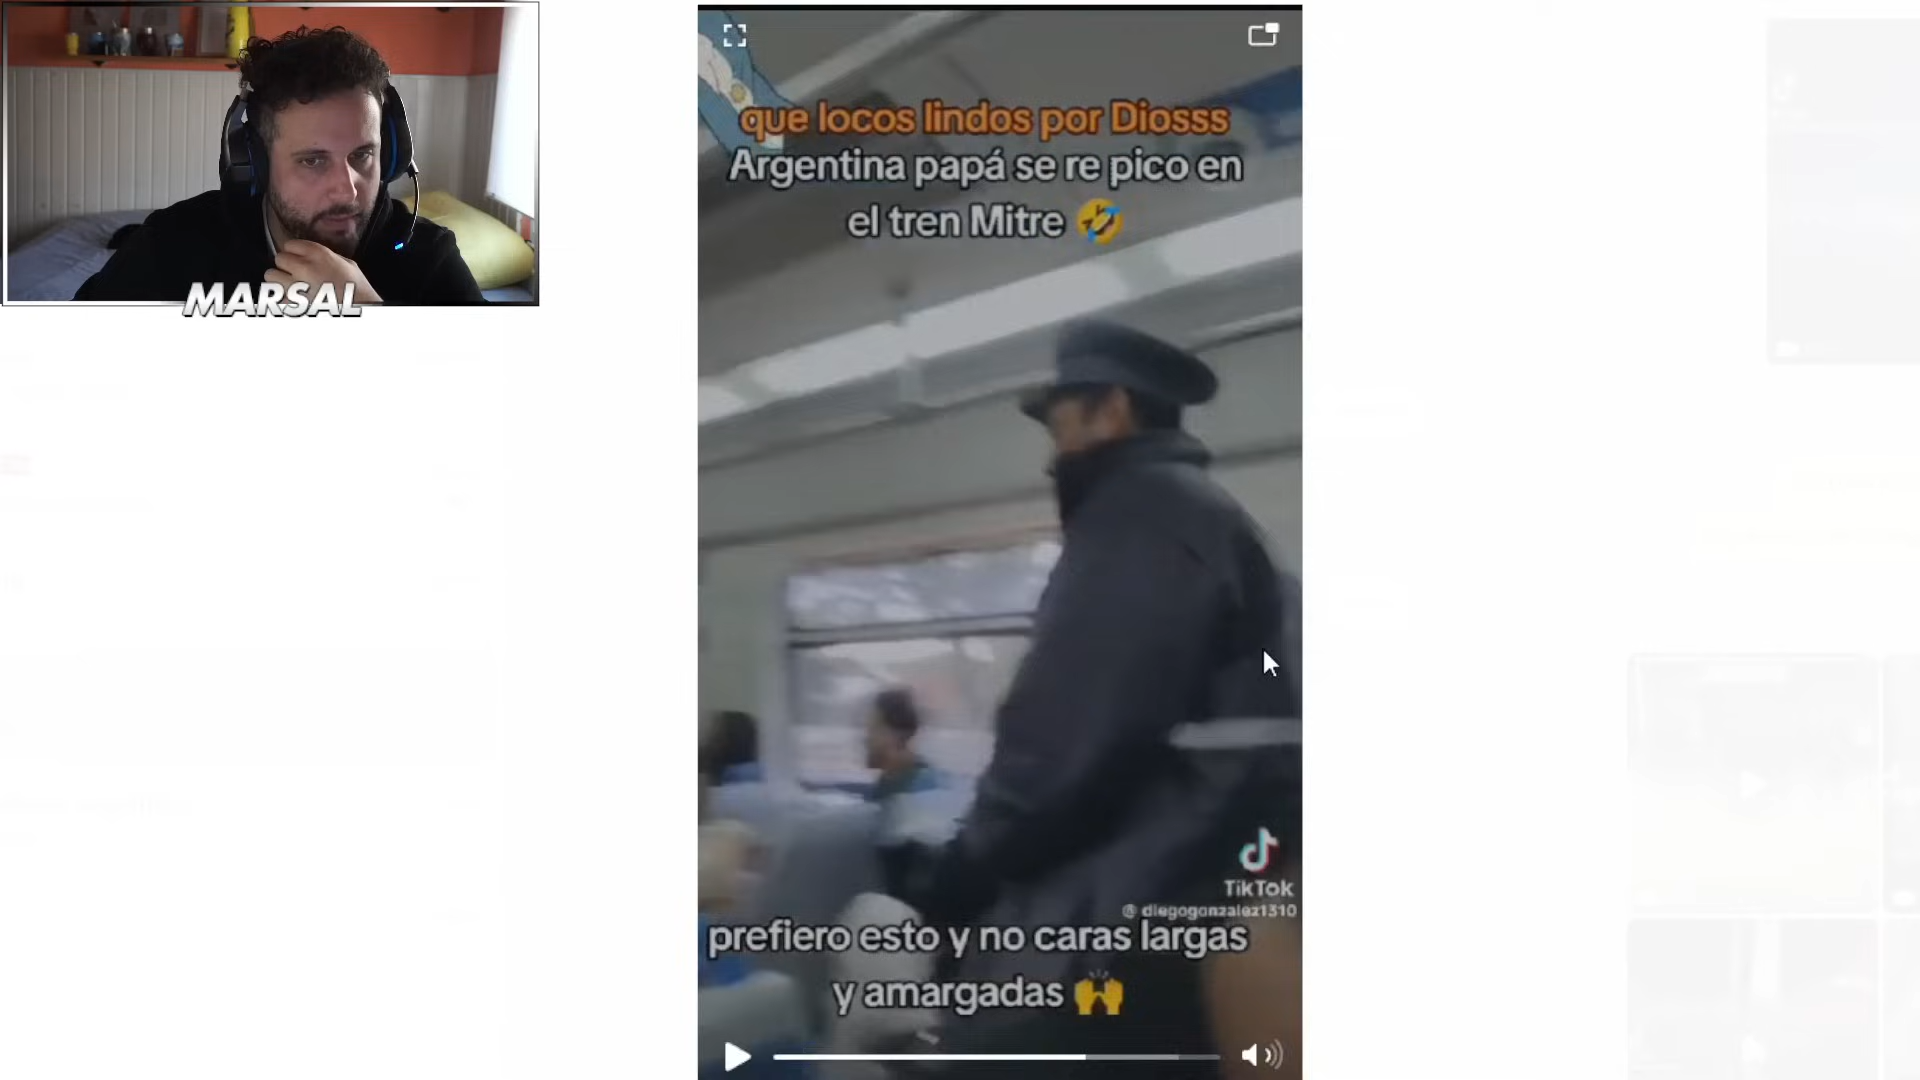 MARSAL
que locos lindos por Diosss
Argentina papá se re pico en
el tren Mitre 🤣
TikTok
@ diegogonzalez1310
prefiero esto y no caras largas
y amargadas 🙌